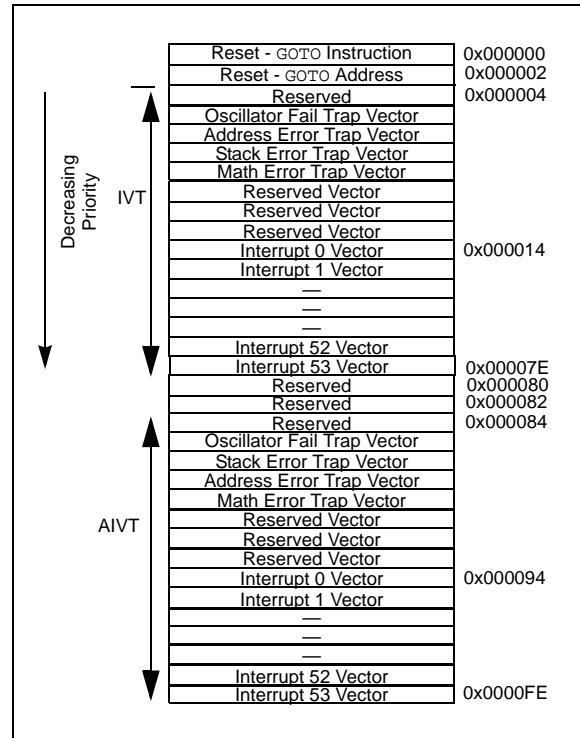 Reset - GOTO Instruction 0x000000
Reset - GOTO Address 0x000002
Reserved 0x000004
Oscillator Fail Trap Vector
Address Error Trap Vector
Stack Error Trap Vector
Math Error Trap Vector
Reserved Vector
Reserved Vector
Reserved Vector
Interrupt 0 Vector 0x000014
Interrupt 1 Vector
—
—
—
Interrupt 52 Vector
Interrupt 53 Vector 0x00007E
Reserved 0x000080
Reserved 0x000082
Reserved 0x000084
Oscillator Fail Trap Vector
Stack Error Trap Vector
Address Error Trap Vector
Math Error Trap Vector
Reserved Vector
Reserved Vector
Reserved Vector
Interrupt 0 Vector 0x000094
Interrupt 1 Vector
—
—
—
Interrupt 52 Vector
Interrupt 53 Vector 0x0000FE
Decreasing
Priority
IVT
AIVT